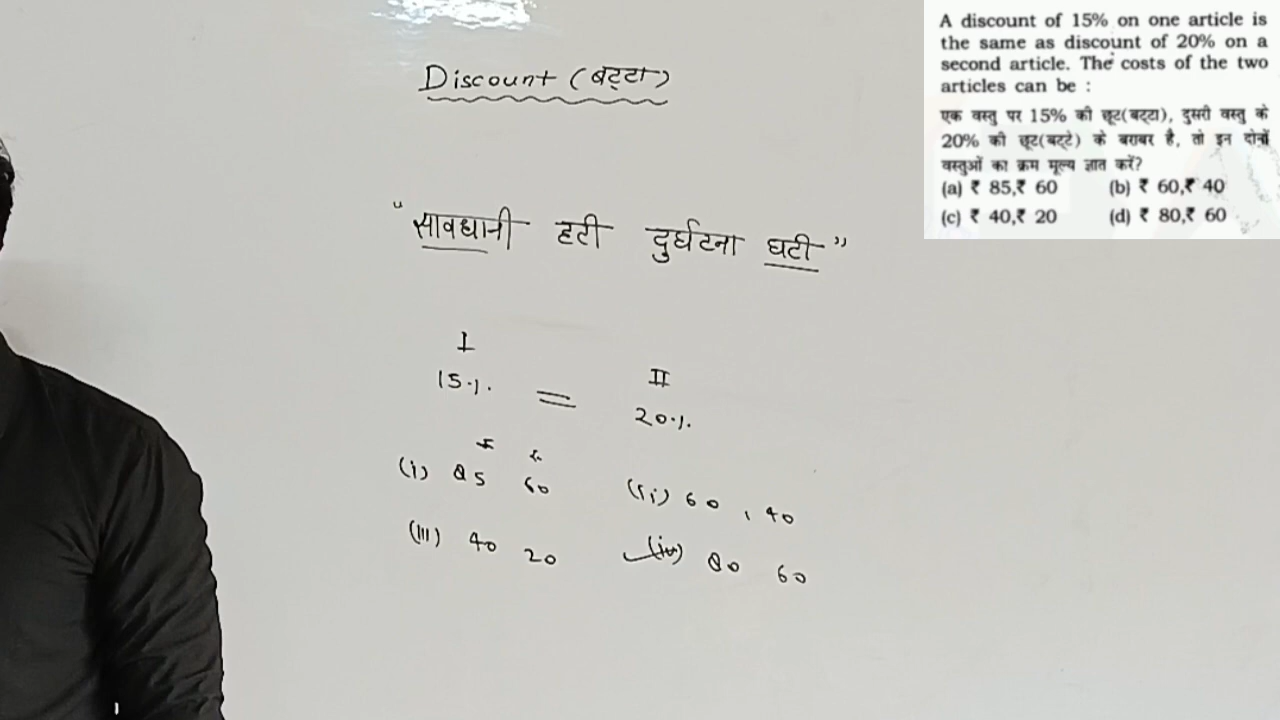 A discount of 15% on one article is
the same as discount of 20% on a
second article. The costs of the two
articles can be :
एक वस्तु पर 15% की छूट(बट्टा), दुसरी वस्तु के
20% की छूट(बट्टे) के बराबर है, तो इन दोनों
वस्तुओं का क्रम मूल्य ज्ञात करें?
(a) ₹ 85,₹ 60 (b) ₹ 60,₹ 40
(c) ₹ 40,₹ 20 (d) ₹ 80,₹ 60
Discount (बट्टा)
"सावधानी हटी दुर्घटना घटी"
I II
15% = 20%
(i) 85 60 (ii) 60, 40
(iii) 40 20 (iv) 80 60